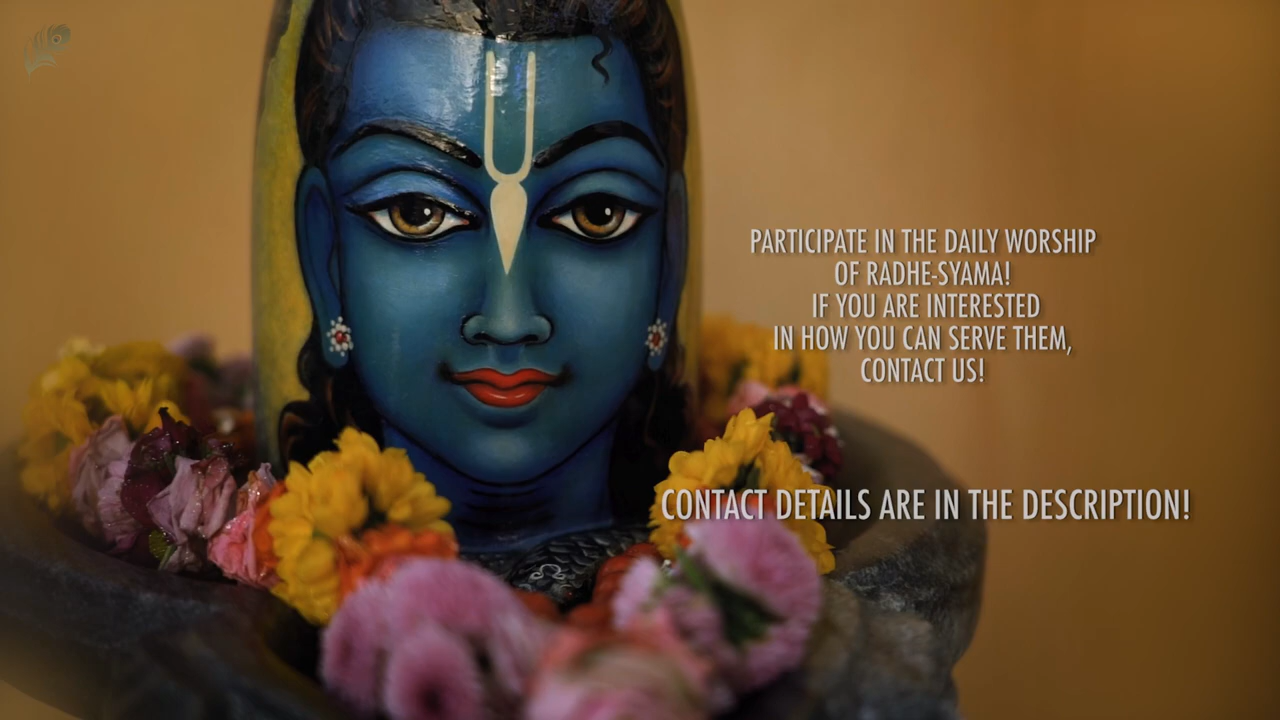 PARTICIPATE IN THE DAILY WORSHIP
OF RADHE-SYAMA!
IF YOU ARE INTERESTED
IN HOW YOU CAN SERVE THEM,
CONTACT US!
CONTACT DETAILS ARE IN THE DESCRIPTION!